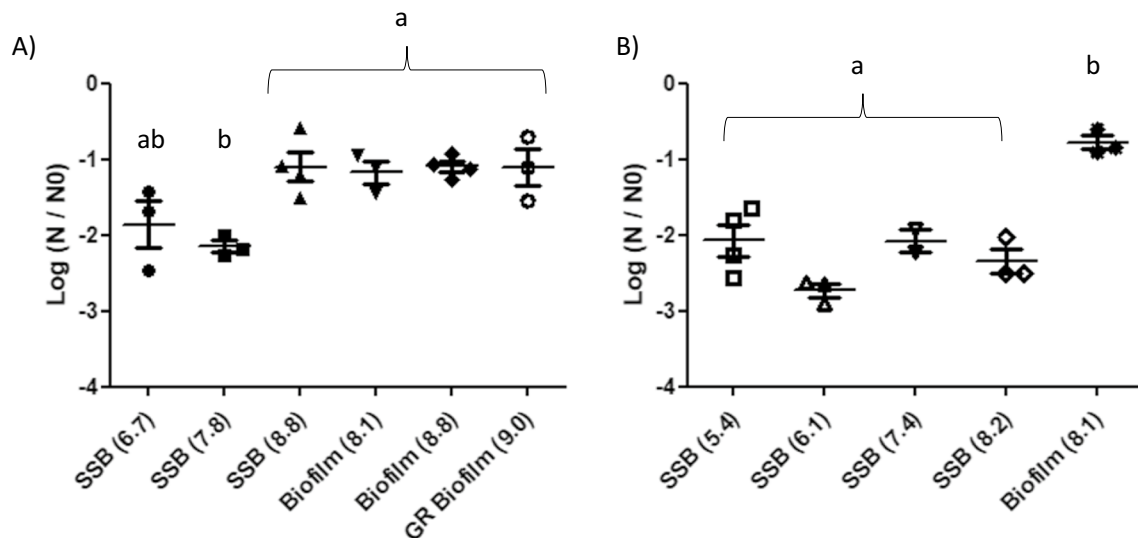 A)
a
ab
b
0
-1
-2
-3
-4
Log (N / N0)
SSB (6.7)
SSB (7.8)
SSB (8.8)
Biofilm (8.1)
Biofilm (8.8)
GR Biofilm (9.0)
B)
a
b
0
-1
-2
-3
-4
Log (N / N0)
SSB (5.4)
SSB (6.1)
SSB (7.4)
SSB (8.2)
Biofilm (8.1)